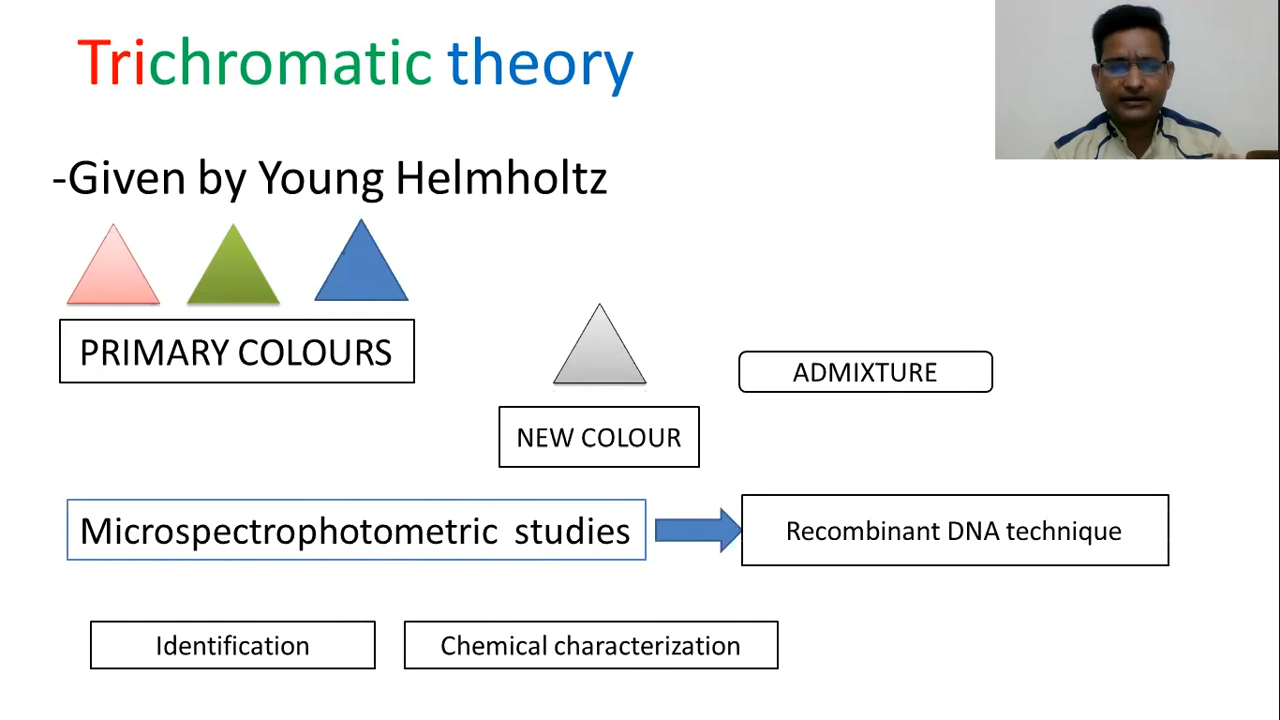 Trichromatic theory
-Given by Young Helmholtz
PRIMARY COLOURS
ADMIXTURE
NEW COLOUR
Microspectrophotometric studies
Recombinant DNA technique
Identification
Chemical characterization